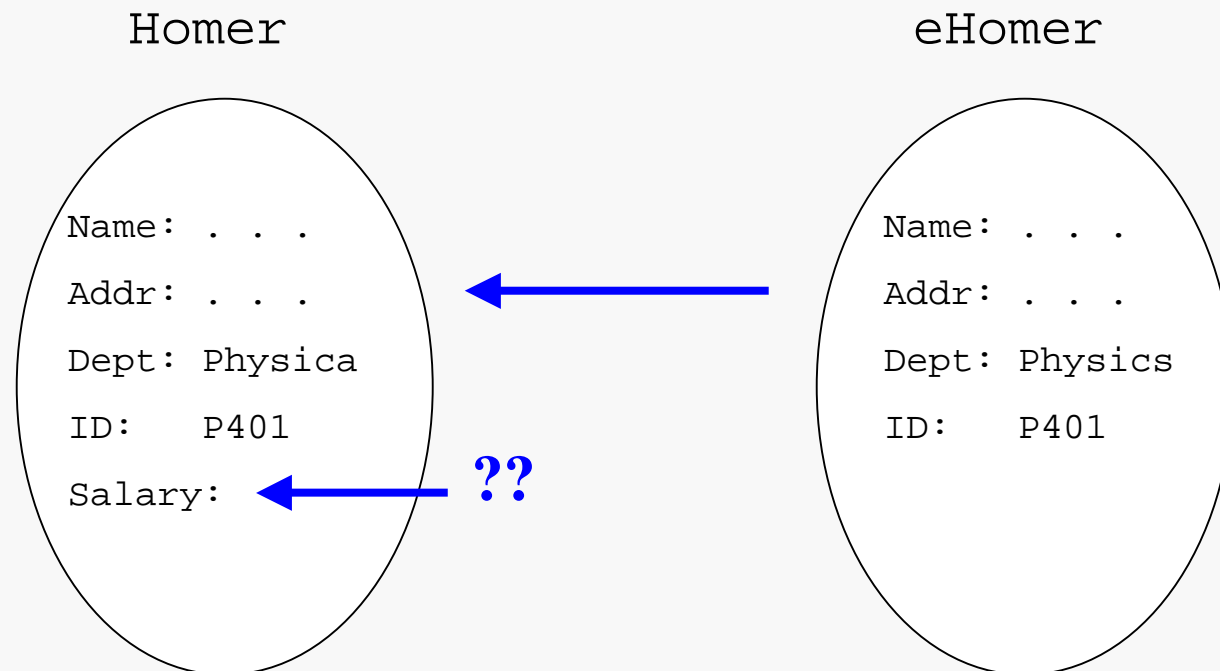 Homer
eHomer
Name: . . .
Addr: . . .
Dept: Physica
ID: P401
Salary:
??
Name: . . .
Addr: . . .
Dept: Physics
ID: P401